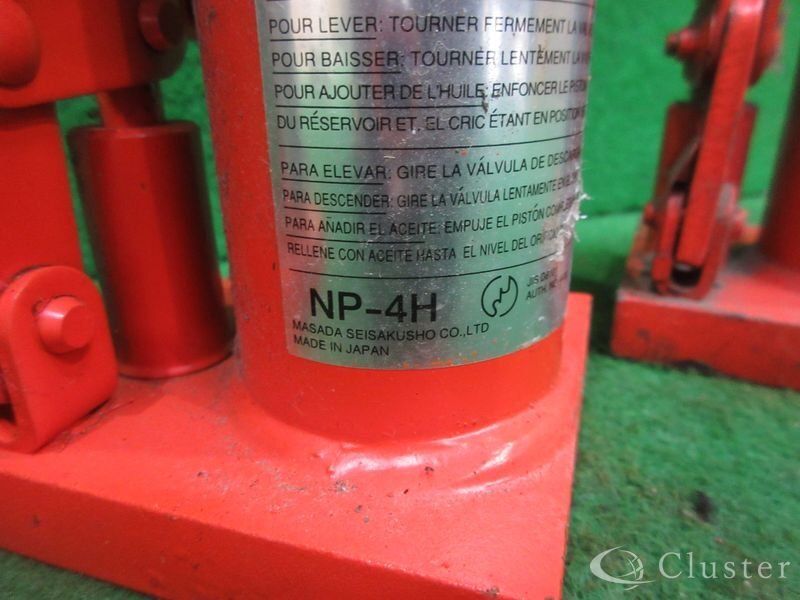 POUR LEVER: TOURNER FERMEMENT LA
POUR BAISSER: TOURNER LENTEMENT LA
POUR AJOUTER DE L'HUILE: ENFONCER LE
DU RÉSERVOIR ET, EL CRIC ÉTANT EN POSITION
PARA ELEVAR: GIRE LA VÁLVULA DE
PARA DESCENDER: GIRE LA VÁLVULA LENTAMENTE
PARA AÑADIR EL ACEITE: EMPUJE EL PISTÓN
RELLENE CON ACEITE HASTA EL NIVEL DEL
NP-4H
JIS
AUTH. NO.
MASADA SEISAKUSHO CO.,LTD
MADE IN JAPAN
Cluster